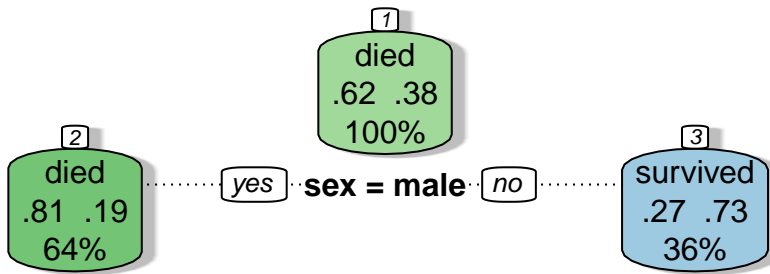 1
died
.62 .38
100%
2
died
.81 .19
64%
yes sex = male no
3
survived
.27 .73
36%